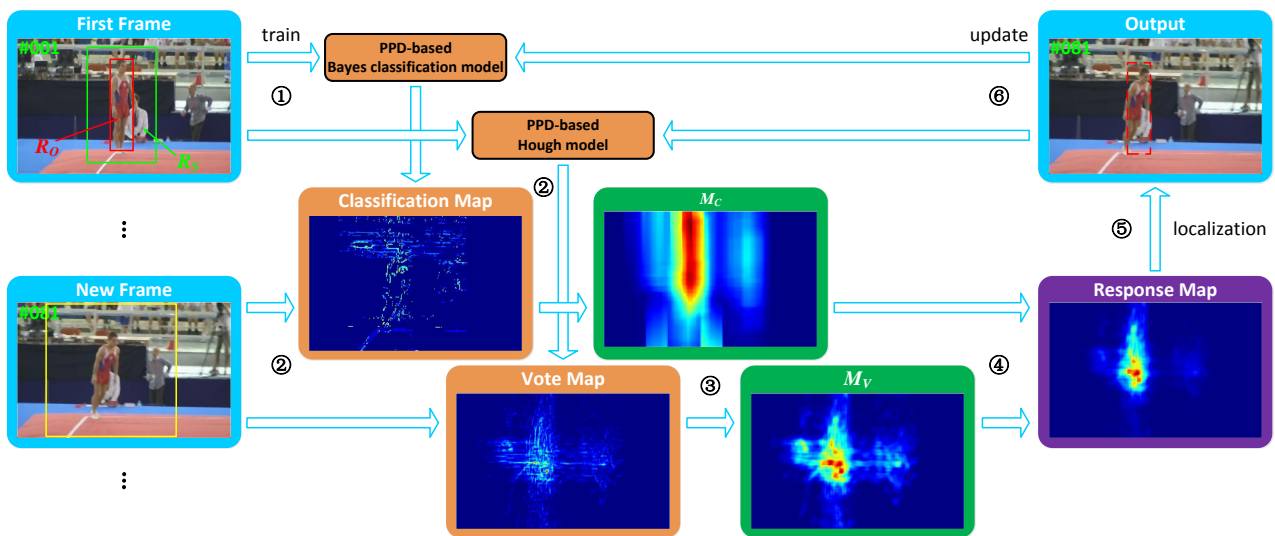 First Frame
#001
R_O
R_S
train
①
PPD-based
Bayes classification model
PPD-based
Hough model
update
⑥
Output
#081
②
Classification Map
M_C
⑤
localization
⋮
New Frame
#081
②
Response Map
Vote Map
③
M_V
④
⋮